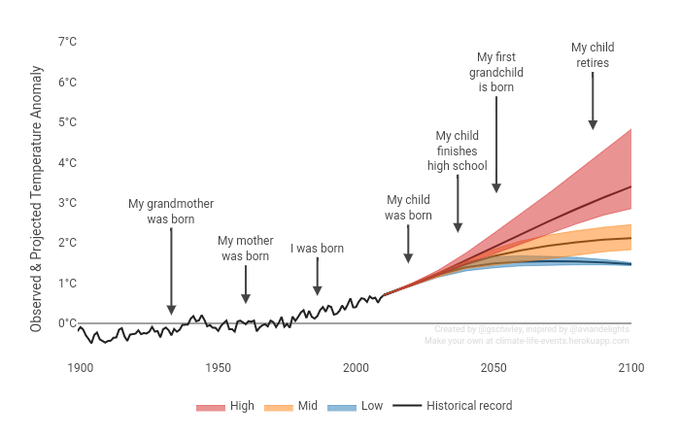 Observed & Projected Temperature Anomaly
7°C
6°C
5°C
4°C
3°C
2°C
1°C
0°C
My grandmother
was born
My mother
was born
I was born
My child
was born
My child
finishes
high school
My first
grandchild
is born
My child
retires
Created by @gschivley, inspired by @aviandelights
Make your own at climate-life-events.herokuapp.com
1900
1950
2000
2050
2100
High
Mid
Low
Historical record